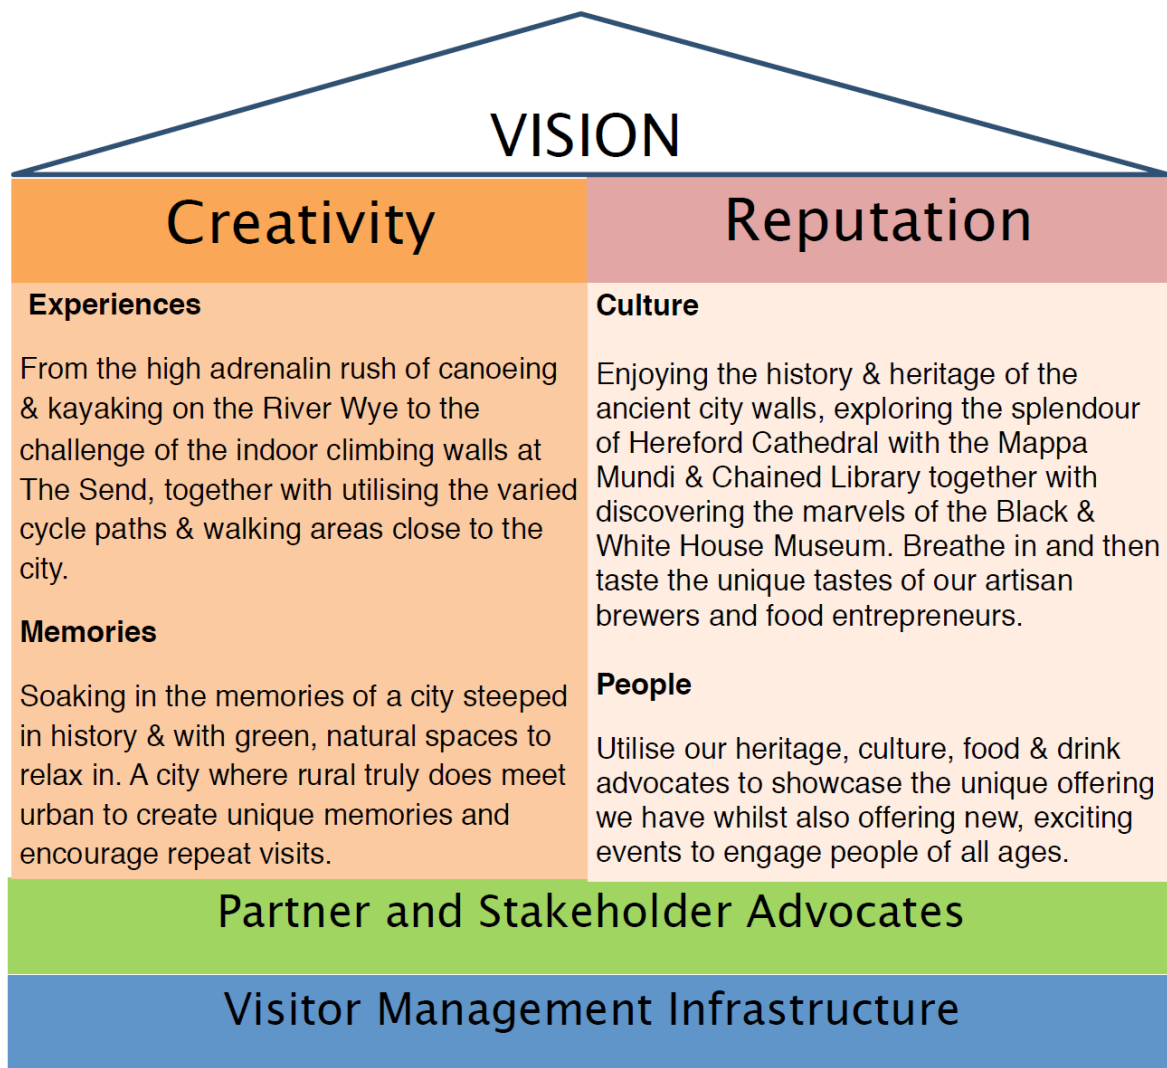 VISION
Creativity
Experiences
From the high adrenalin rush of canoeing
& kayaking on the River Wye to the
challenge of the indoor climbing walls at
The Send, together with utilising the varied
cycle paths & walking areas close to the
city.
Memories
Soaking in the memories of a city steeped
in history & with green, natural spaces to
relax in. A city where rural truly does meet
urban to create unique memories and
encourage repeat visits.
Reputation
Culture
Enjoying the history & heritage of the
ancient city walls, exploring the splendour
of Hereford Cathedral with the Mappa
Mundi & Chained Library together with
discovering the marvels of the Black &
White House Museum. Breathe in and then
taste the unique tastes of our artisan
brewers and food entrepreneurs.
People
Utilise our heritage, culture, food & drink
advocates to showcase the unique offering
we have whilst also offering new, exciting
events to engage people of all ages.
Partner and Stakeholder Advocates
Visitor Management Infrastructure